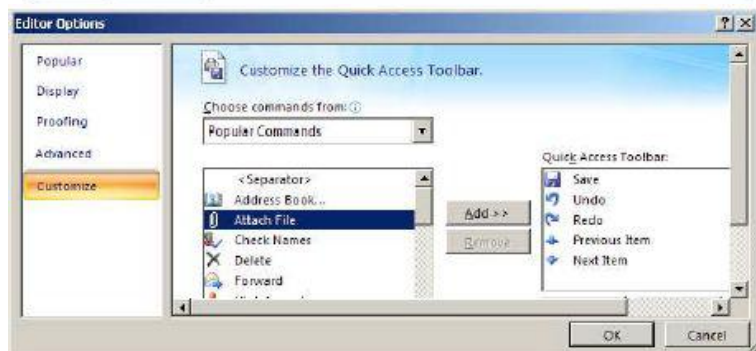 Editor Options
Popular
Display
Proofing
Advanced
Customize
Customize the Quick Access Toolbar.
Choose commands from:
Popular Commands
<Separator>
Address Book...
Attach File
Check Names
Delete
Forward
Add >>
Remove
Quick Access Toolbar:
Save
Undo
Redo
Previous Item
Next Item
OK
Cancel